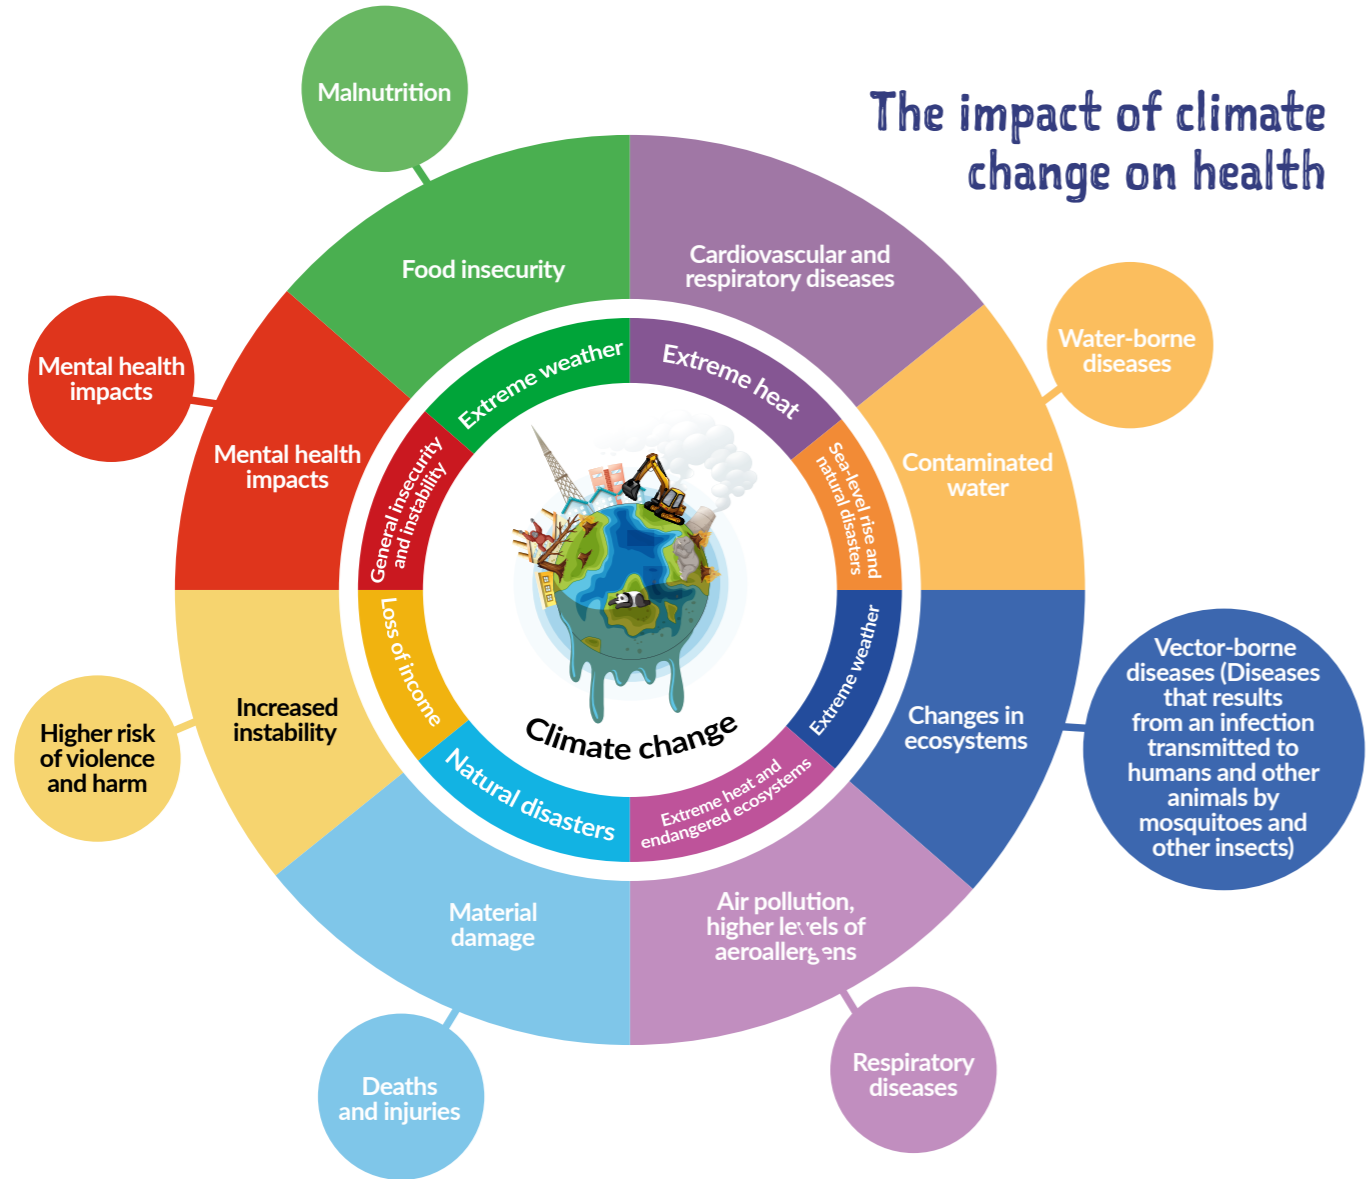 The impact of climate
change on health
Malnutrition
Food insecurity
Extreme weather
Cardiovascular and
respiratory diseases
Extreme heat
Water-borne
diseases
Contaminated
water
Sea-level rise and
natural disasters
Vector-borne
diseases (Diseases
that results
from an infection
transmitted to
humans and other
animals by
mosquitoes and
other insects)
Changes in
ecosystems
Extreme weather
Respiratory
diseases
Air pollution,
higher levels of
aeroallergens
Extreme heat and
endangered ecosystems
Deaths
and injuries
Material
damage
Natural disasters
Higher risk
of violence
and harm
Increased
instability
Loss of income
Mental health
impacts
Mental health
impacts
General insecurity
and instability
Climate change